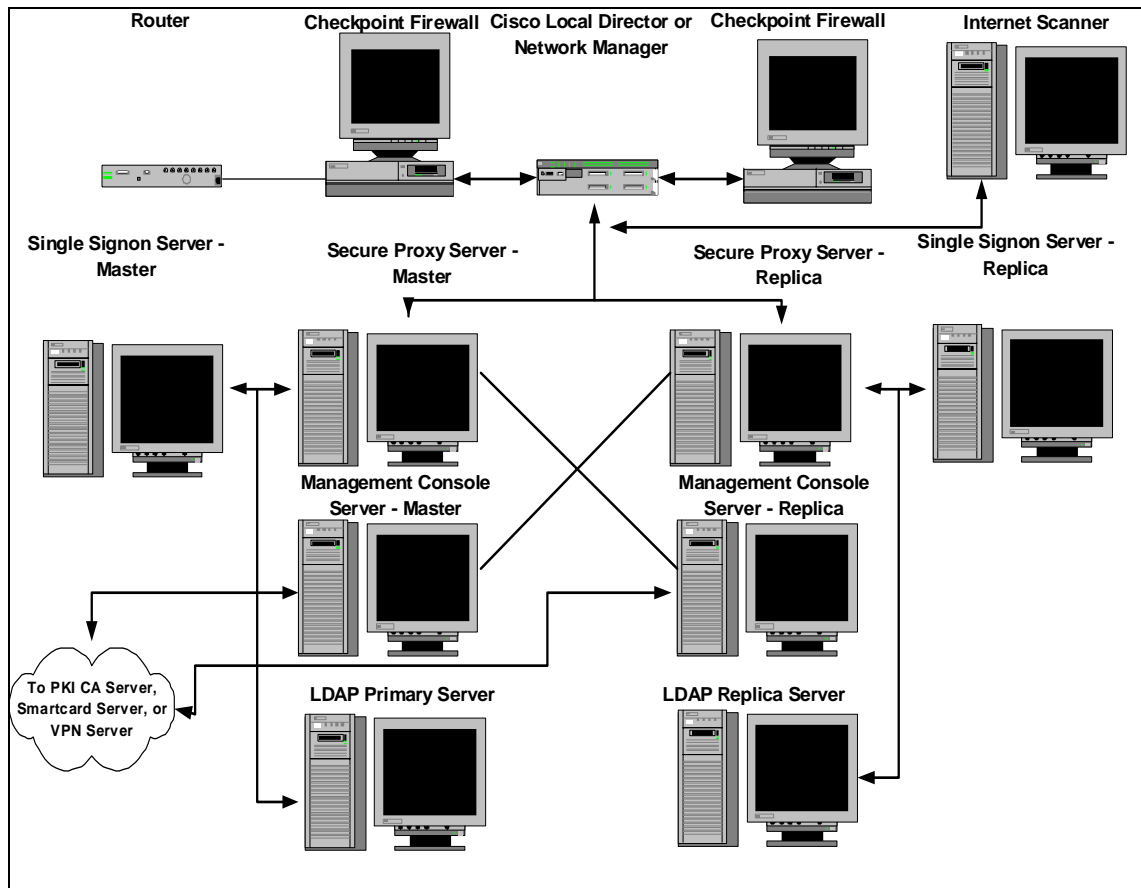 Router
Checkpoint Firewall
Cisco Local Director or
Network Manager
Checkpoint Firewall
Internet Scanner
Single Signon Server -
Master
Secure Proxy Server -
Master
Secure Proxy Server -
Replica
Single Signon Server -
Replica
Management Console
Server - Master
Management Console
Server - Replica
To PKI CA Server,
Smartcard Server, or
VPN Server
LDAP Primary Server
LDAP Replica Server